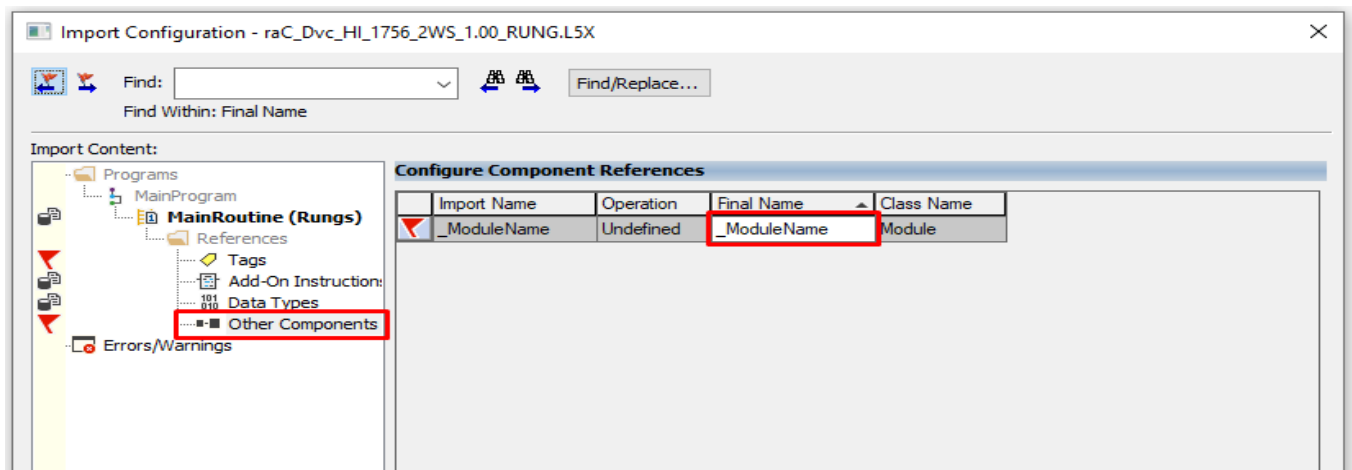 Import Configuration - raC_Dvc_HI_1756_2WS_1.00_RUNG.L5X
Find:
Find/Replace...
Find Within: Final Name
Import Content:
Programs
MainProgram
MainRoutine (Rungs)
References
Tags
Add-On Instructions
Data Types
Other Components
Errors/Warnings
Configure Component References
Import Name Operation Final Name Class Name
_ModuleName Undefined _ModuleName Module